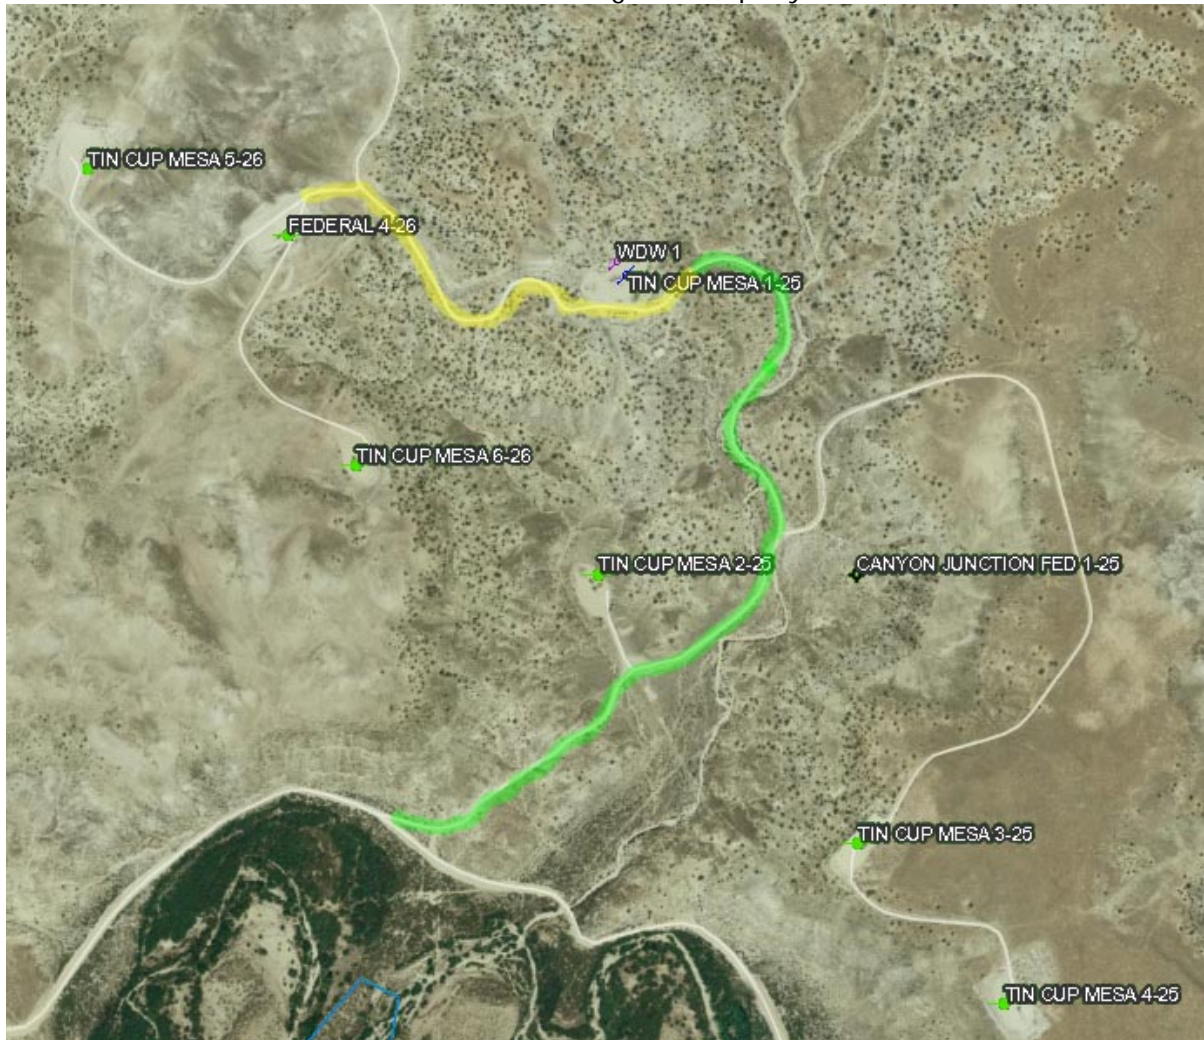 TIN CUP MESA 5-26
FEDERAL 4-26
WDW 1
TIN CUP MESA 1-25
TIN CUP MESA 6-26
TIN CUP MESA 2-25
CANYON JUNCTION FED 1-25
TIN CUP MESA 3-25
TIN CUP MESA 4-25